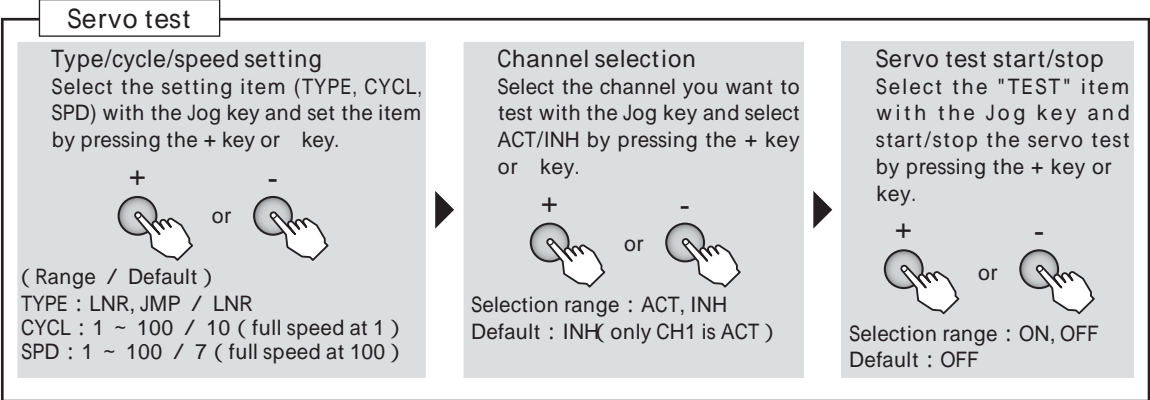 Servo test
Type/cycle/speed setting
Select the setting item (TYPE, CYCL,
SPD) with the Jog key and set the item
by pressing the + key or key.
+ -
or
( Range / Default )
TYPE : LNR, JMP / LNR
CYCL : 1 ~ 100 / 10 ( full speed at 1 )
SPD : 1 ~ 100 / 7 ( full speed at 100 )
Channel selection
Select the channel you want to
test with the Jog key and select
ACT/INH by pressing the + key
or key.
+ -
or
Selection range : ACT, INH
Default : INH( only CH1 is ACT )
Servo test start/stop
Select the "TEST" item
with the Jog key and
start/stop the servo test
by pressing the + key or
key.
+ -
or
Selection range : ON, OFF
Default : OFF